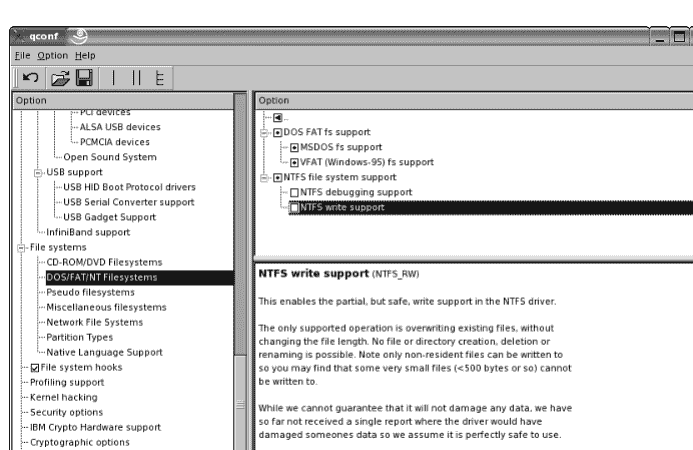 qconf
File Option Help
Option
PCI devices
ALSA USB devices
PCMCIA devices
Open Sound System
USB support
USB HID Boot Protocol drivers
USB Serial Converter support
USB Gadget Support
InfiniBand support
File systems
CD-ROM/DVD Filesystems
DOS/FAT/NT Filesystems
Pseudo filesystems
Miscellaneous filesystems
Network File Systems
Partition Types
Native Language Support
File system hooks
Profiling support
Kernel hacking
Security options
IBM Crypto Hardware support
Cryptographic options
Option
..
DOS FAT fs support
MSDOS fs support
VFAT (Windows-95) fs support
NTFS file system support
NTFS debugging support
NTFS write support
NTFS write support (NTFS_RW)
This enables the partial, but safe, write support in the NTFS driver.
The only supported operation is overwriting existing files, without
changing the file length. No file or directory creation, deletion or
renaming is possible. Note only non-resident files can be written to
so you may find that some very small files (<500 bytes or so) cannot
be written to.
While we cannot guarantee that it will not damage any data, we have
so far not received a single report where the driver would have
damaged someones data so we assume it is perfectly safe to use.